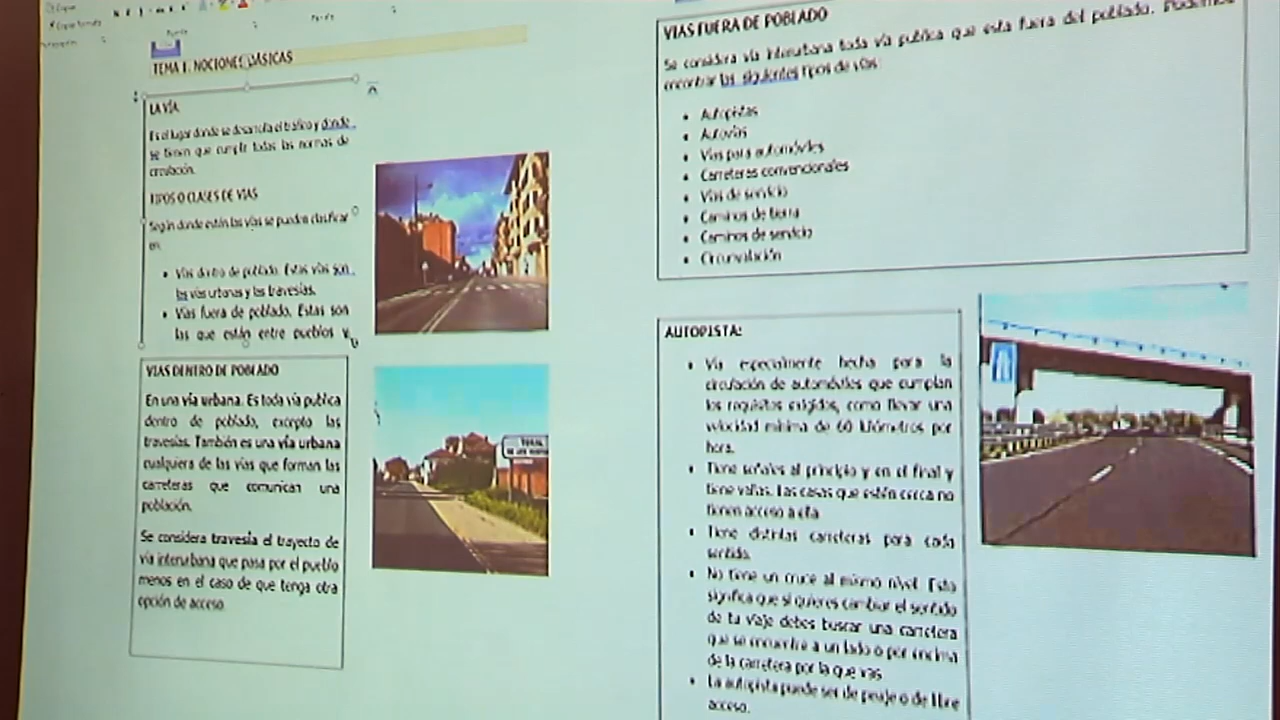 TEMA 1. NOCIONES BÁSICAS
LA VÍA
Es el lugar donde se desarrolla el tráfico y donde
se tienen que cumplir todas las normas de
circulación.
TIPOS O CLASES DE VÍAS
Según donde están las vías se pueden clasificar
en:
Vías dentro de poblado. Estas vías son
las vías urbanas y las travesías.
Vías fuera de poblado. Estas son
las que están entre pueblos y
VIAS DENTRO DE POBLADO
En una vía urbana. Es toda vía publica
dentro de poblado, excepto las
travesías. También es una vía urbana
cualquiera de las vías que forman las
carreteras que comunican una
población.
Se considera travesía el trayecto de
vía interurbana que pasa por el pueblo
menos en el caso de que tenga otra
opción de acceso.
VIAS FUERA DE POBLADO
Se considera vía interurbana toda vía publica que esta fuera del poblado. Podemos
encontrar las siguientes tipos de vías:
Autopistas
Autovías
Vías para automóviles
Carreteras convencionales
Vías de servicio
Caminos de tierra
Caminos de servicio
Circunvalación
AUTOPISTA:
Vía especialmente hecha para la
circulación de automóviles que cumplan
los requisitos exigidos, como llevar una
velocidad mínima de 60 kilómetros por
hora.
Tiene señales al principio y en el final y
tiene vallas. Las casas que estén cerca no
tienen acceso a ella.
Tiene distintas carreteras para cada
sentido.
No tiene un cruce al mismo nivel. Esto
significa que si quieres cambiar el sentido
de tu viaje debes buscar una carretera
que se encuentre a un lado o por encima
de la carretera por la que vas.
La autopista puede ser de peaje o de libre
acceso.